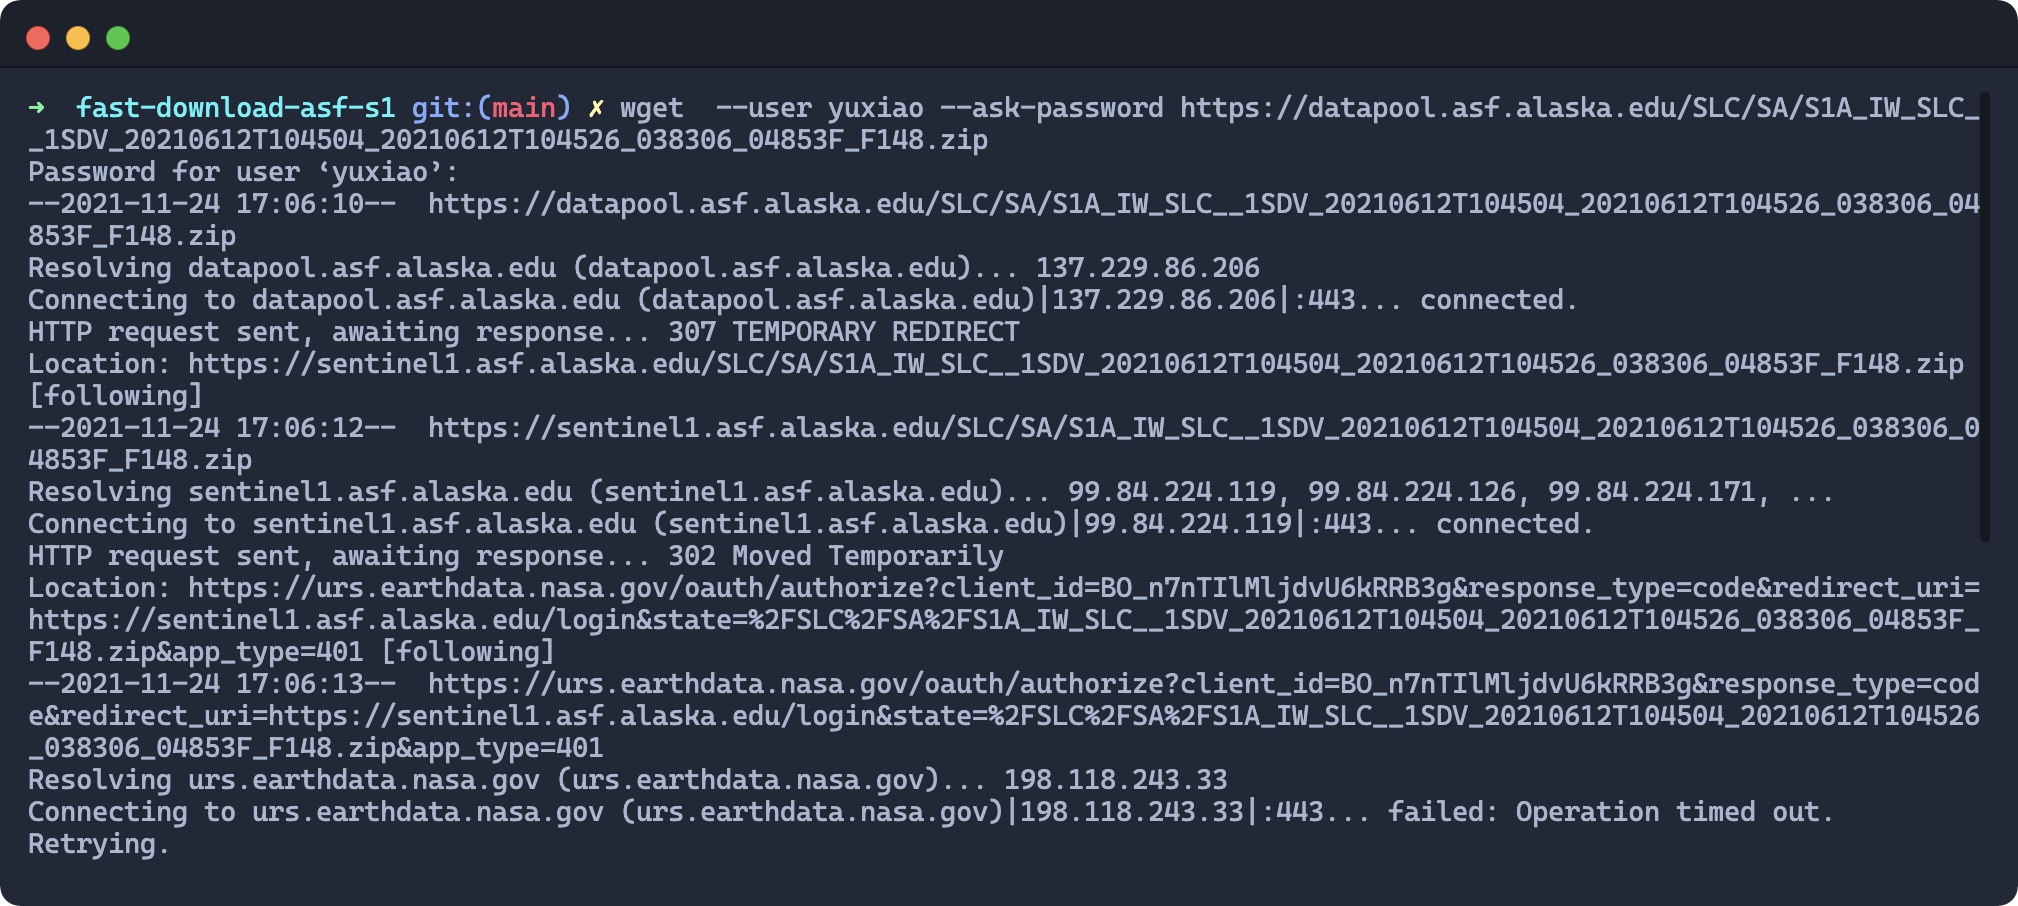 ➜  fast-download-asf-s1 git:(main) ✗ wget  --user yuxiao --ask-password https://datapool.asf.alaska.edu/SLC/SA/S1A_IW_SLC_
_1SDV_20210612T104504_20210612T104526_038306_04853F_F148.zip
Password for user ‘yuxiao’:
--2021-11-24 17:06:10--  https://datapool.asf.alaska.edu/SLC/SA/S1A_IW_SLC__1SDV_20210612T104504_20210612T104526_038306_04
853F_F148.zip
Resolving datapool.asf.alaska.edu (datapool.asf.alaska.edu)... 137.229.86.206
Connecting to datapool.asf.alaska.edu (datapool.asf.alaska.edu)|137.229.86.206|:443... connected.
HTTP request sent, awaiting response... 307 TEMPORARY REDIRECT
Location: https://sentinel1.asf.alaska.edu/SLC/SA/S1A_IW_SLC__1SDV_20210612T104504_20210612T104526_038306_04853F_F148.zip
[following]
--2021-11-24 17:06:12--  https://sentinel1.asf.alaska.edu/SLC/SA/S1A_IW_SLC__1SDV_20210612T104504_20210612T104526_038306_0
4853F_F148.zip
Resolving sentinel1.asf.alaska.edu (sentinel1.asf.alaska.edu)... 99.84.224.119, 99.84.224.126, 99.84.224.171, ...
Connecting to sentinel1.asf.alaska.edu (sentinel1.asf.alaska.edu)|99.84.224.119|:443... connected.
HTTP request sent, awaiting response... 302 Moved Temporarily
Location: https://urs.earthdata.nasa.gov/oauth/authorize?client_id=BO_n7nTIlMljdvU6kRRB3g&response_type=code&redirect_uri=
https://sentinel1.asf.alaska.edu/login&state=%2FSLC%2FSA%2FS1A_IW_SLC__1SDV_20210612T104504_20210612T104526_038306_04853F_
F148.zip&app_type=401 [following]
--2021-11-24 17:06:13--  https://urs.earthdata.nasa.gov/oauth/authorize?client_id=BO_n7nTIlMljdvU6kRRB3g&response_type=cod
e&redirect_uri=https://sentinel1.asf.alaska.edu/login&state=%2FSLC%2FSA%2FS1A_IW_SLC__1SDV_20210612T104504_20210612T104526
_038306_04853F_F148.zip&app_type=401
Resolving urs.earthdata.nasa.gov (urs.earthdata.nasa.gov)... 198.118.243.33
Connecting to urs.earthdata.nasa.gov (urs.earthdata.nasa.gov)|198.118.243.33|:443... failed: Operation timed out.
Retrying.